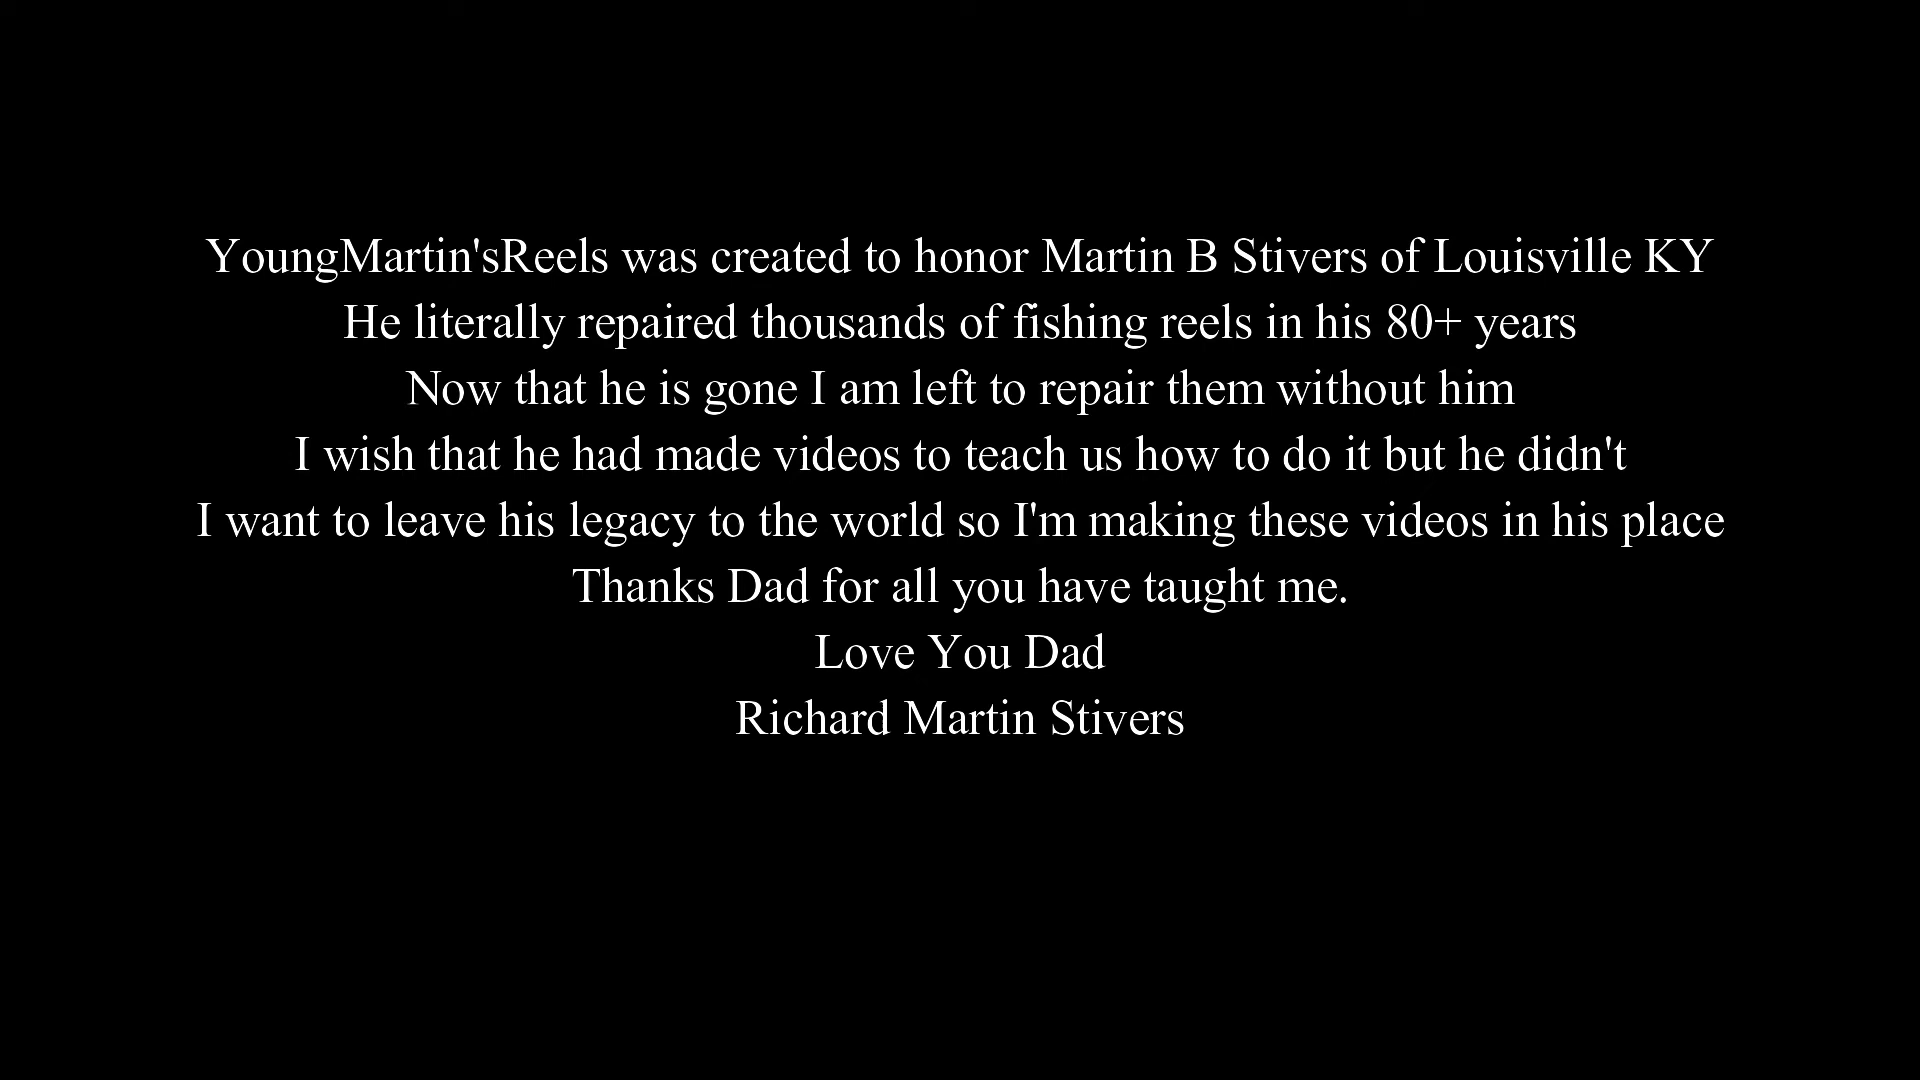 YoungMartin'sReels was created to honor Martin B Stivers of Louisville KY
He literally repaired thousands of fishing reels in his 80+ years
Now that he is gone I am left to repair them without him
I wish that he had made videos to teach us how to do it but he didn't
I want to leave his legacy to the world so I'm making these videos in his place
Thanks Dad for all you have taught me.
Love You Dad
Richard Martin Stivers